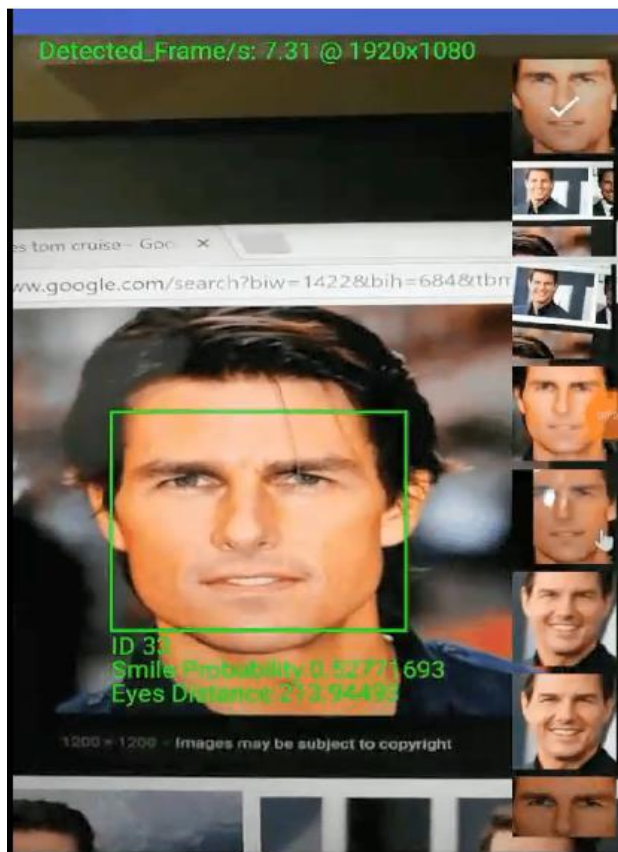 Detected_Frame/s: 7.31 @ 1920x1080
es tom cruise - Goo ×
ww.google.com/search?biw=1422&bih=684&tbm
ID 33
Smile Probability 0.52771693
Eyes Distance 213.94493
1200 × 1200 - Images may be subject to copyright